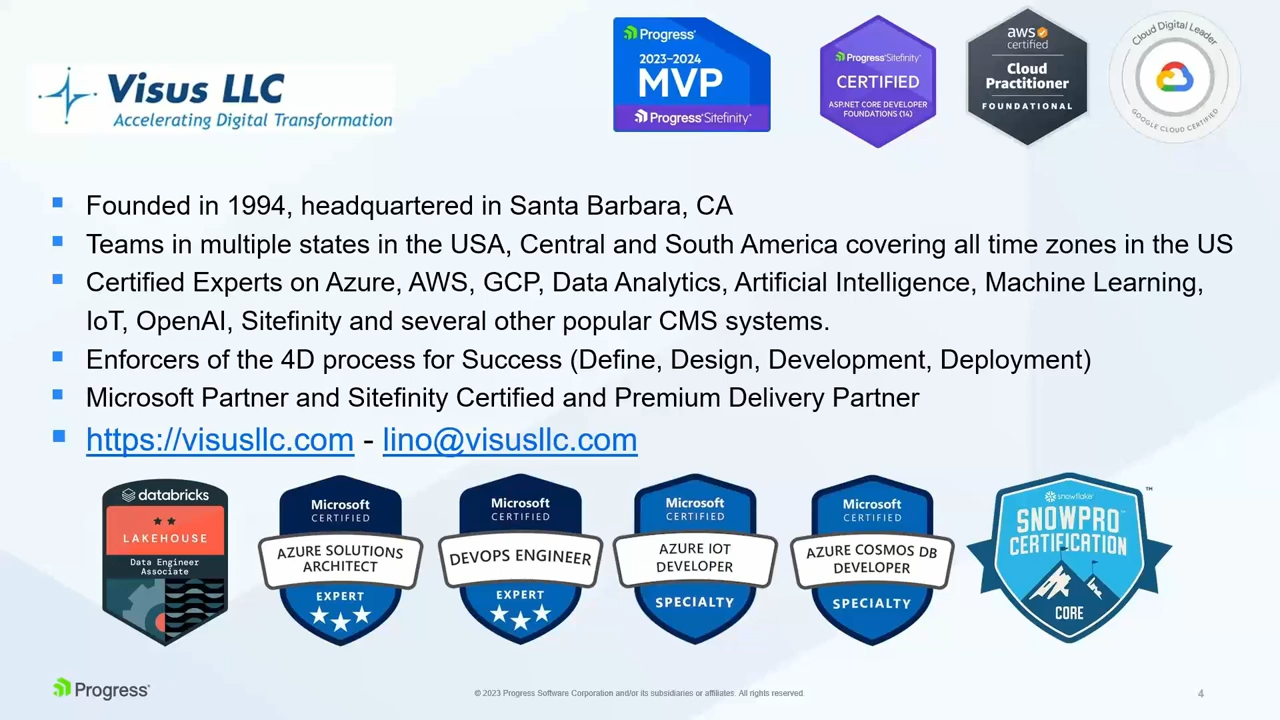 Visus LLC
Accelerating Digital Transformation
Progress
2023-2024
MVP
Progress Sitefinity
Progress Sitefinity
CERTIFIED
ASP.NET CORE DEVELOPER
FOUNDATIONS (14)
aws
certified
Cloud
Practitioner
FOUNDATIONAL
Cloud Digital Leader
GOOGLE CLOUD CERTIFIED
Founded in 1994, headquartered in Santa Barbara, CA
Teams in multiple states in the USA, Central and South America covering all time zones in the US
Certified Experts on Azure, AWS, GCP, Data Analytics, Artificial Intelligence, Machine Learning,
IoT, OpenAI, Sitefinity and several other popular CMS systems.
Enforcers of the 4D process for Success (Define, Design, Development, Deployment)
Microsoft Partner and Sitefinity Certified and Premium Delivery Partner
https://visusllc.com - lino@visusllc.com
databricks
LAKEHOUSE
Data Engineer
Associate
Microsoft
CERTIFIED
AZURE SOLUTIONS
ARCHITECT
EXPERT
Microsoft
CERTIFIED
DEVOPS ENGINEER
EXPERT
Microsoft
CERTIFIED
AZURE IOT
DEVELOPER
SPECIALTY
Microsoft
CERTIFIED
AZURE COSMOS DB
DEVELOPER
SPECIALTY
snowflake
SNOWPRO™
CERTIFICATION
CORE
™
Progress
© 2023 Progress Software Corporation and/or its subsidiaries or affiliates. All rights reserved.
4